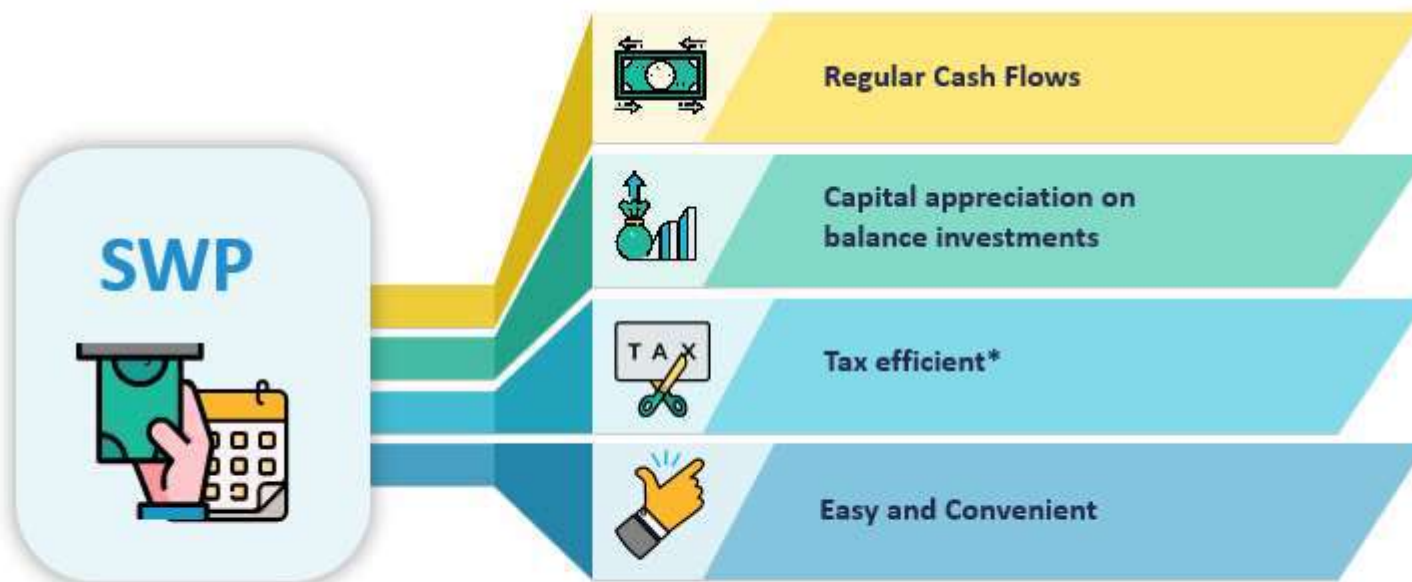 SWP
Regular Cash Flows
Capital appreciation on
balance investments
TAX
Tax efficient*
Easy and Convenient